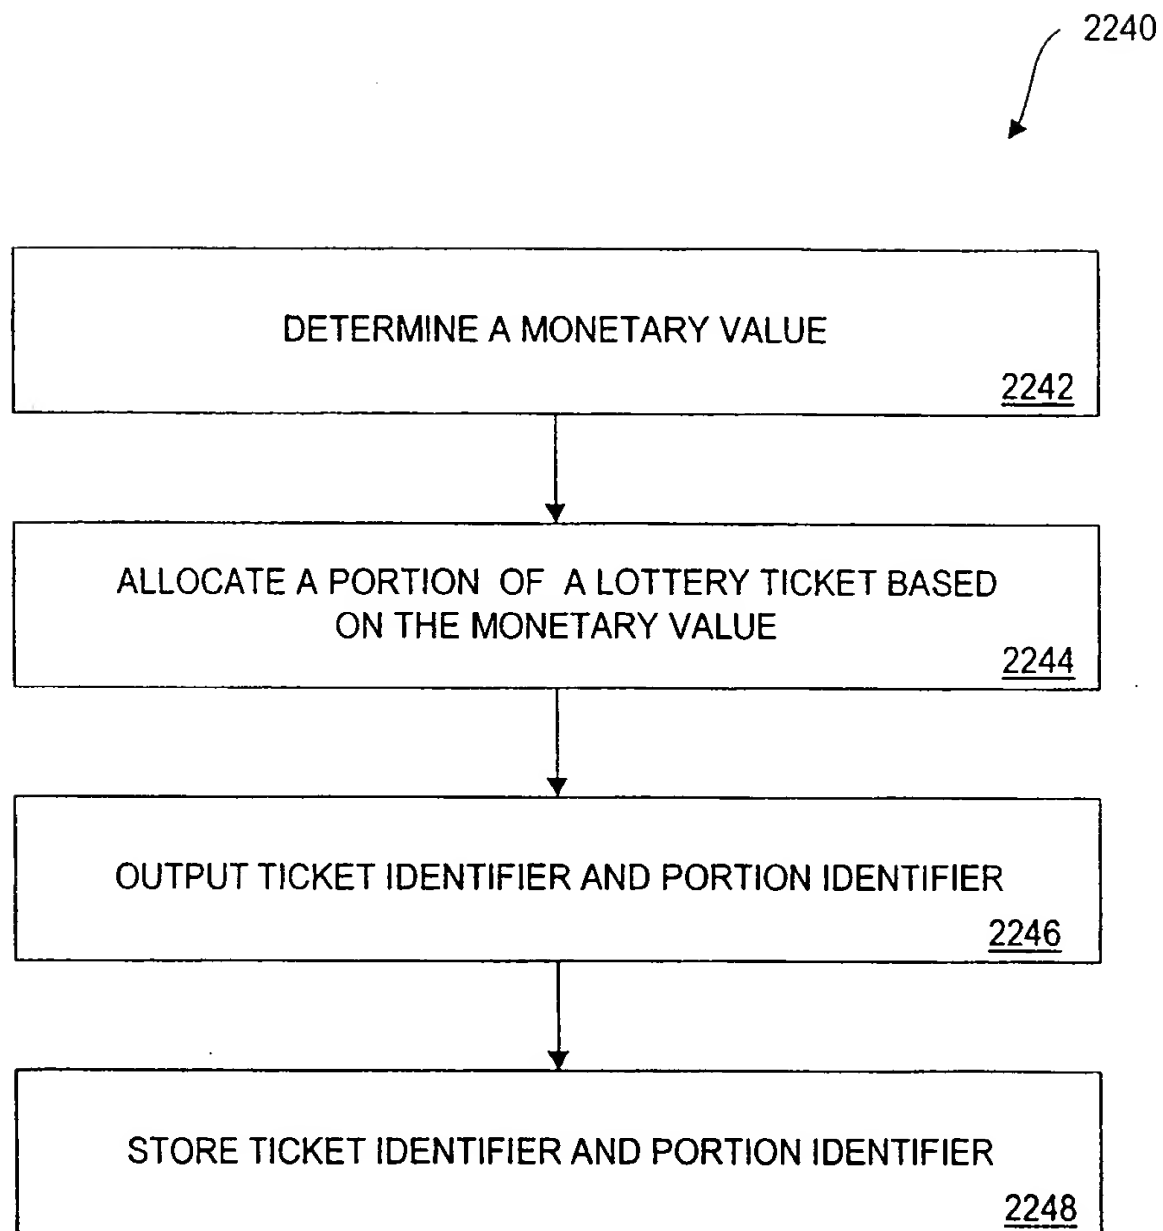 2240
DETERMINE A MONETARY VALUE
2242
ALLOCATE A PORTION OF A LOTTERY TICKET BASED
ON THE MONETARY VALUE
2244
OUTPUT TICKET IDENTIFIER AND PORTION IDENTIFIER
2246
STORE TICKET IDENTIFIER AND PORTION IDENTIFIER
2248